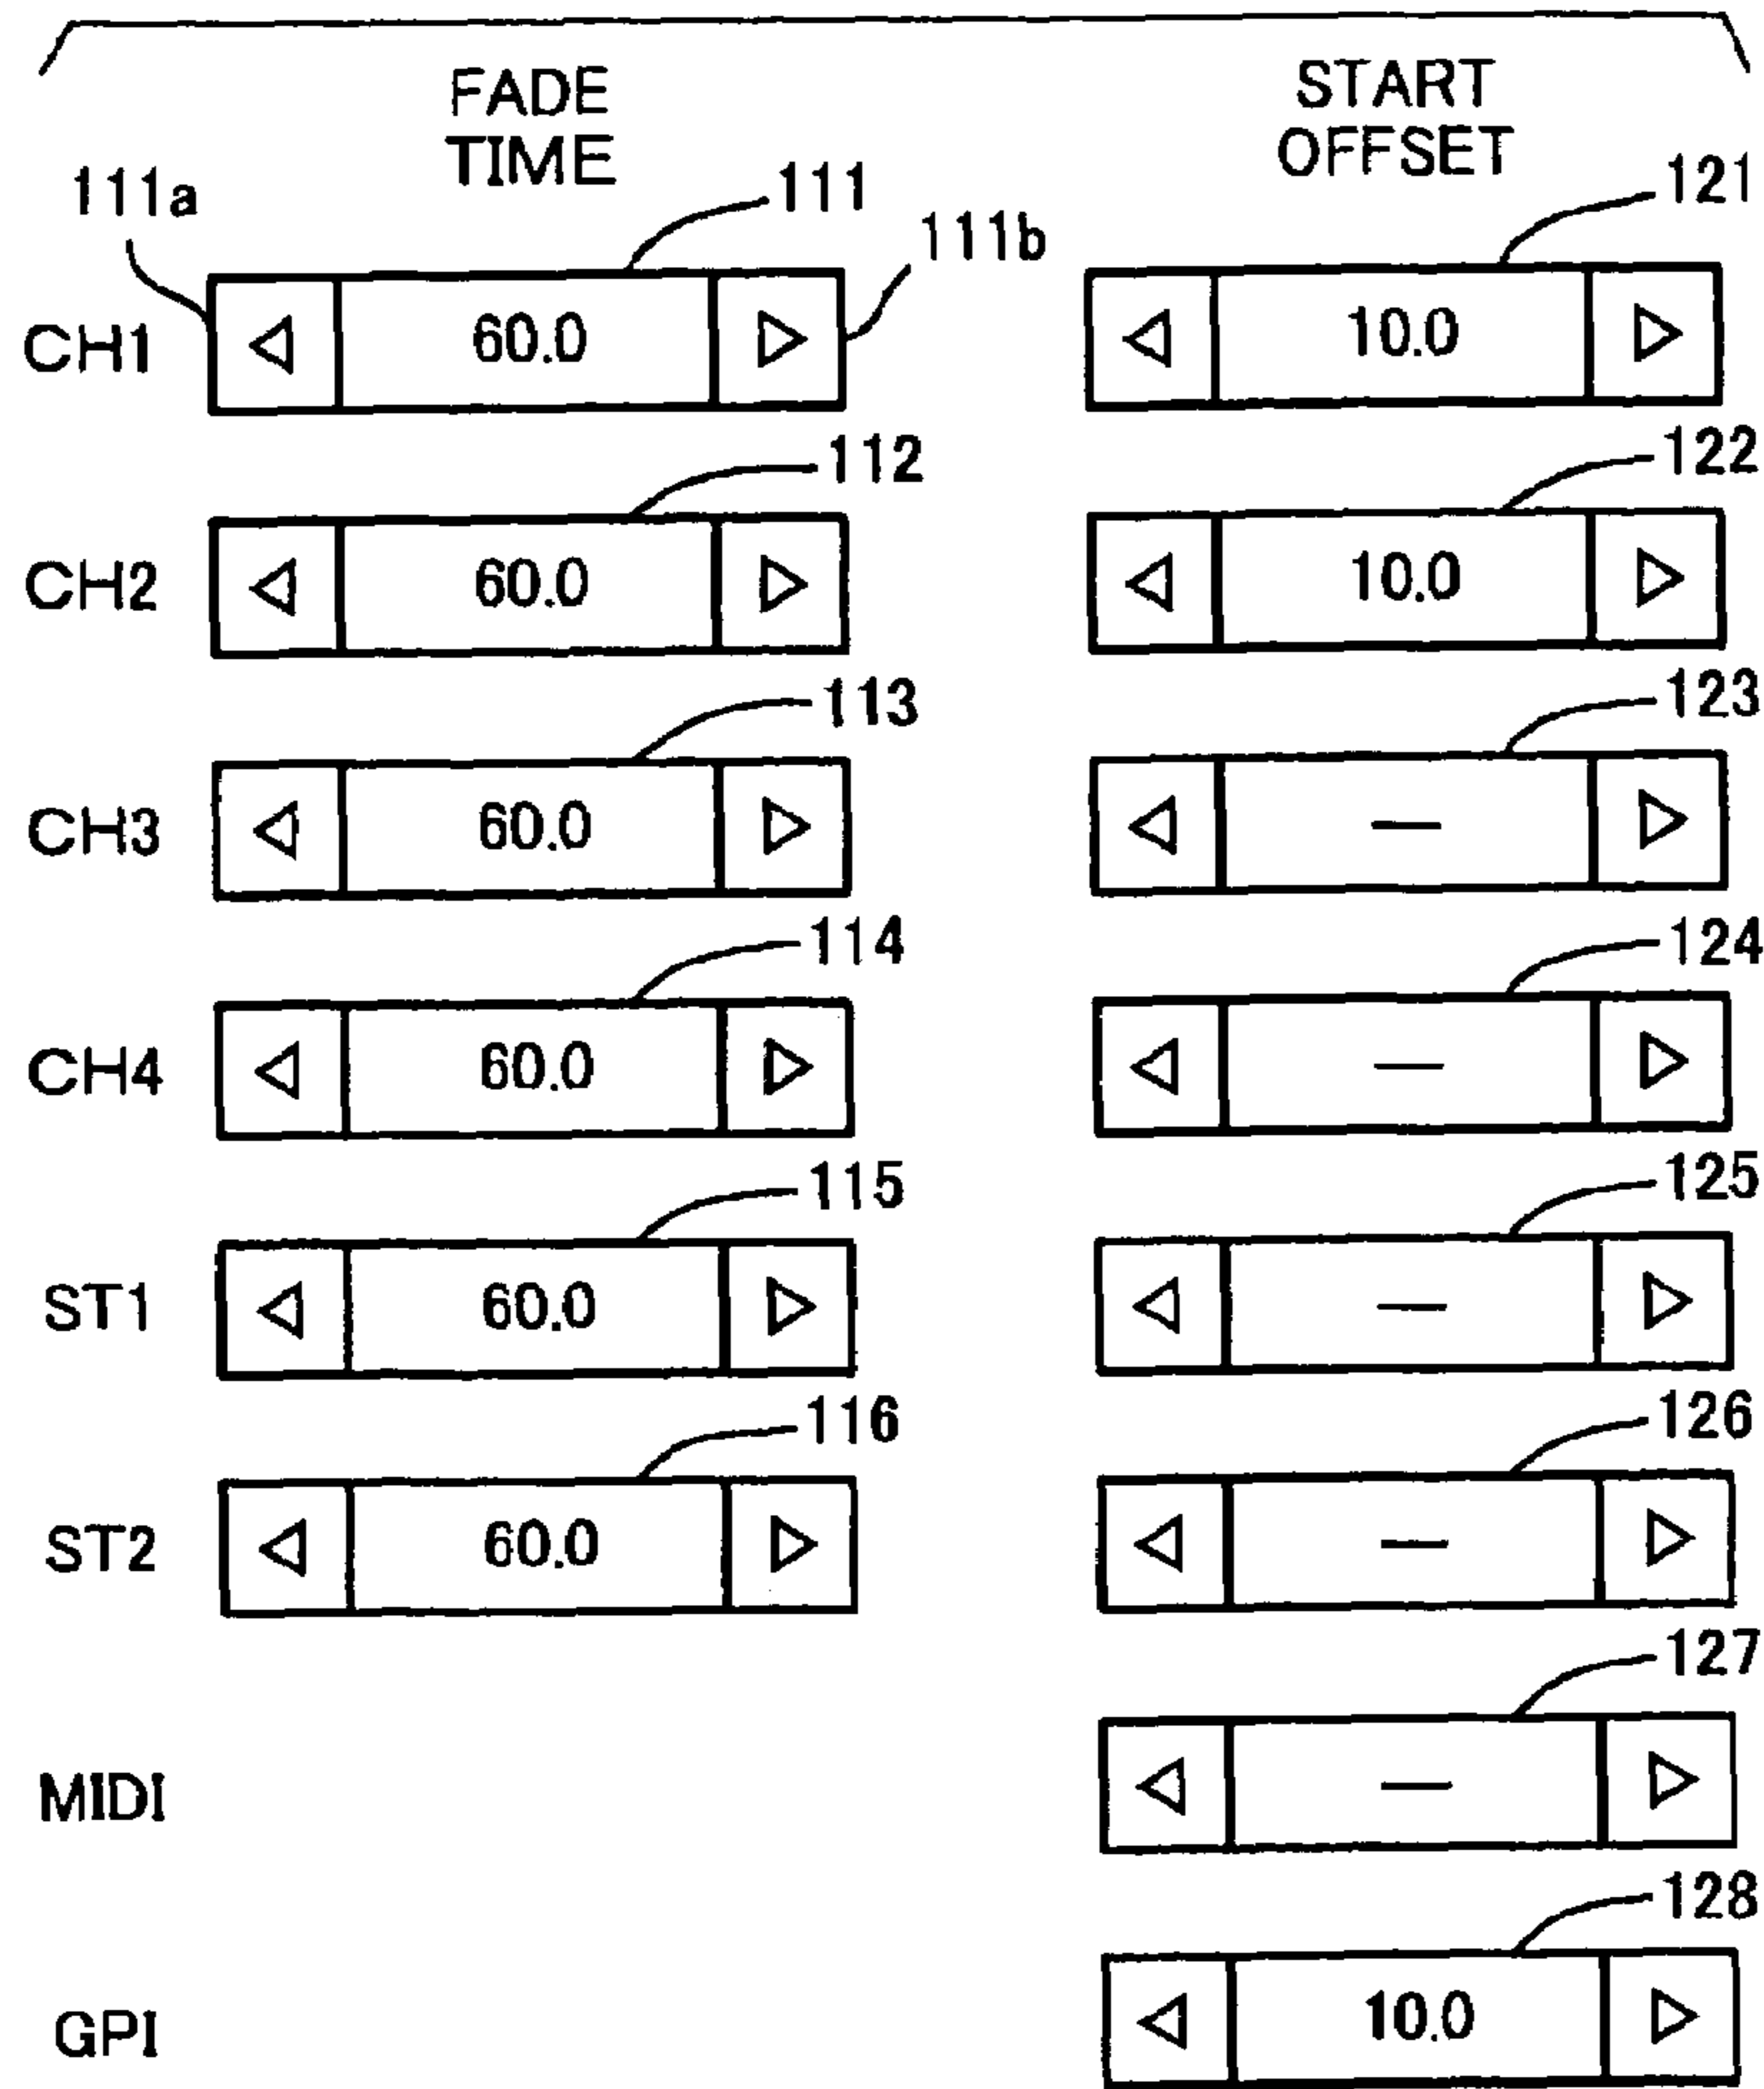 FADE
TIME
START
OFFSET
111a
111
111b
121
CH1
60.0
10.0
112
122
CH2
60.0
10.0
113
123
CH3
60.0
—
114
124
CH4
60.0
—
115
125
ST1
60.0
—
116
126
ST2
60.0
—
127
MIDI
—
128
GPI
10.0